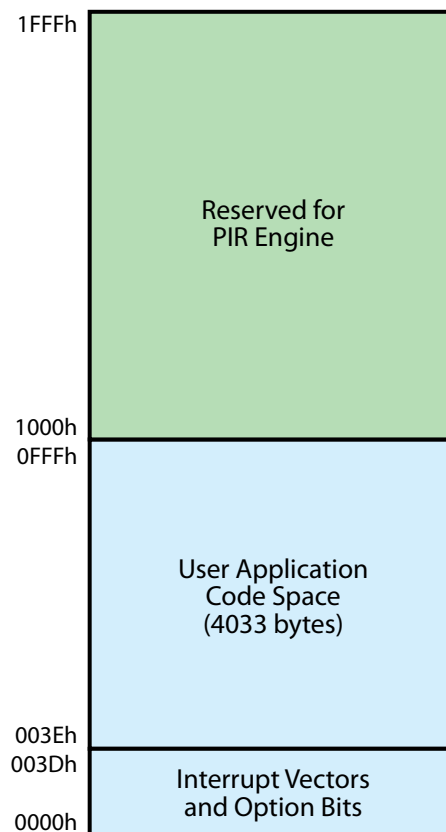 1FFFh
Reserved for
PIR Engine
1000h
0FFFh
User Application
Code Space
(4033 bytes)
003Eh
003Dh
Interrupt Vectors
and Option Bits
0000h